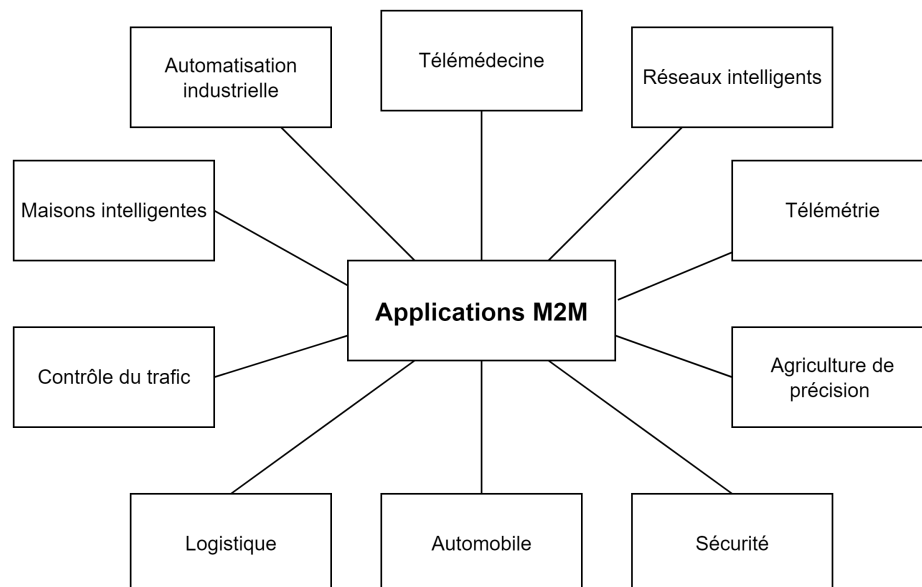 Télémédecine
Automatisation
industrielle
Réseaux intelligents
Maisons intelligentes
Télémétrie
Applications M2M
Contrôle du trafic
Agriculture de
précision
Logistique
Automobile
Sécurité